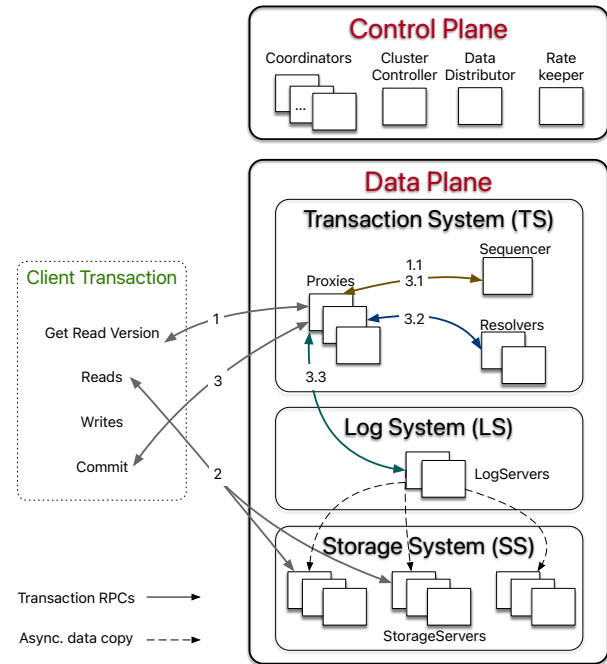 Control Plane
Coordinators
Cluster
Controller
Data
Distributor
Rate
keeper
...
Data Plane
Transaction System (TS)
Sequencer
1.1
3.1
Proxies
Client Transaction
1
3.2
Resolvers
Get Read Version
Reads
3
3.3
Writes
Log System (LS)
Commit
2
LogServers
Storage System (SS)
Transaction RPCs
StorageServers
Async. data copy